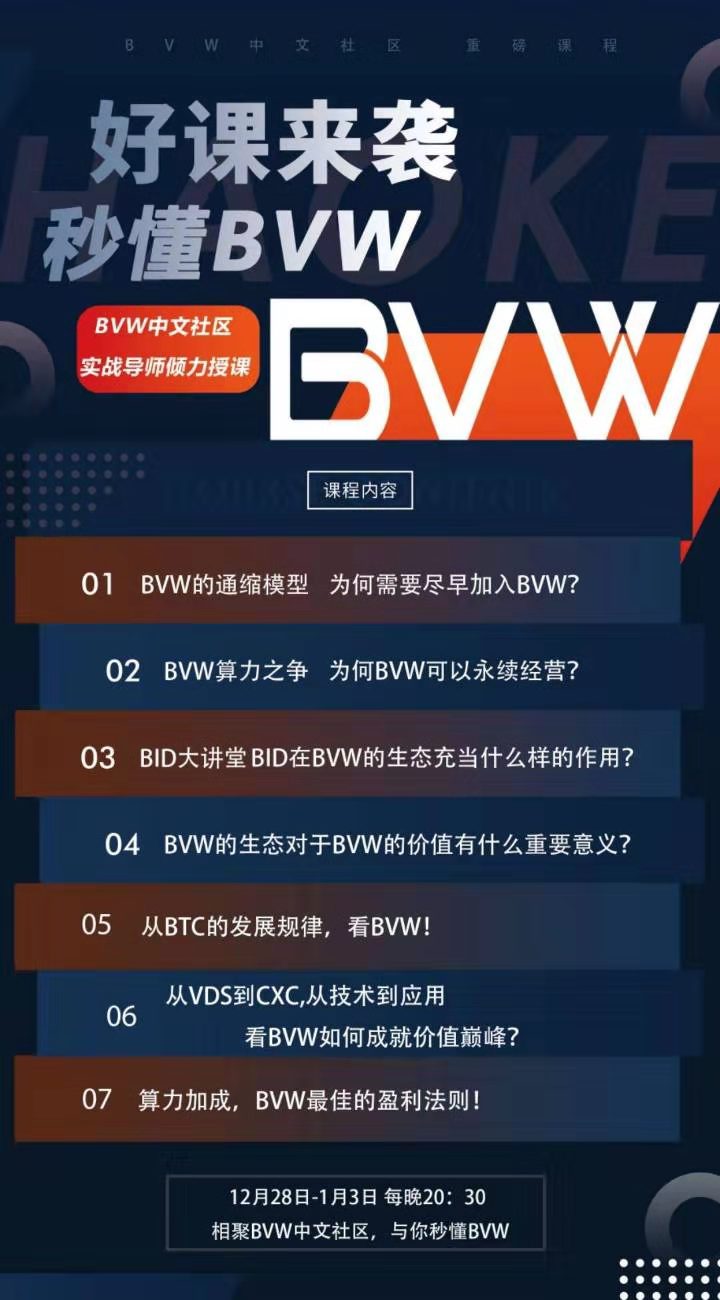 BVW中文社区 重磅课程
好课来袭
HAOKE
秒懂BVW
BVW中文社区
实战导师倾力授课
BVW
课程内容
01 BVW的通缩模型 为何需要尽早加入BVW?
02 BVW算力之争 为何BVW可以永续经营?
03 BID大讲堂 BID在BVW的生态充当什么样的作用?
04 BVW的生态对于BVW的价值有什么重要意义?
05 从BTC的发展规律，看BVW!
06 从VDS到CXC,从技术到应用
看BVW如何成就价值巅峰?
07 算力加成，BVW最佳的盈利法则!
12月28日-1月3日 每晚20：30
相聚BVW中文社区，与你秒懂BVW